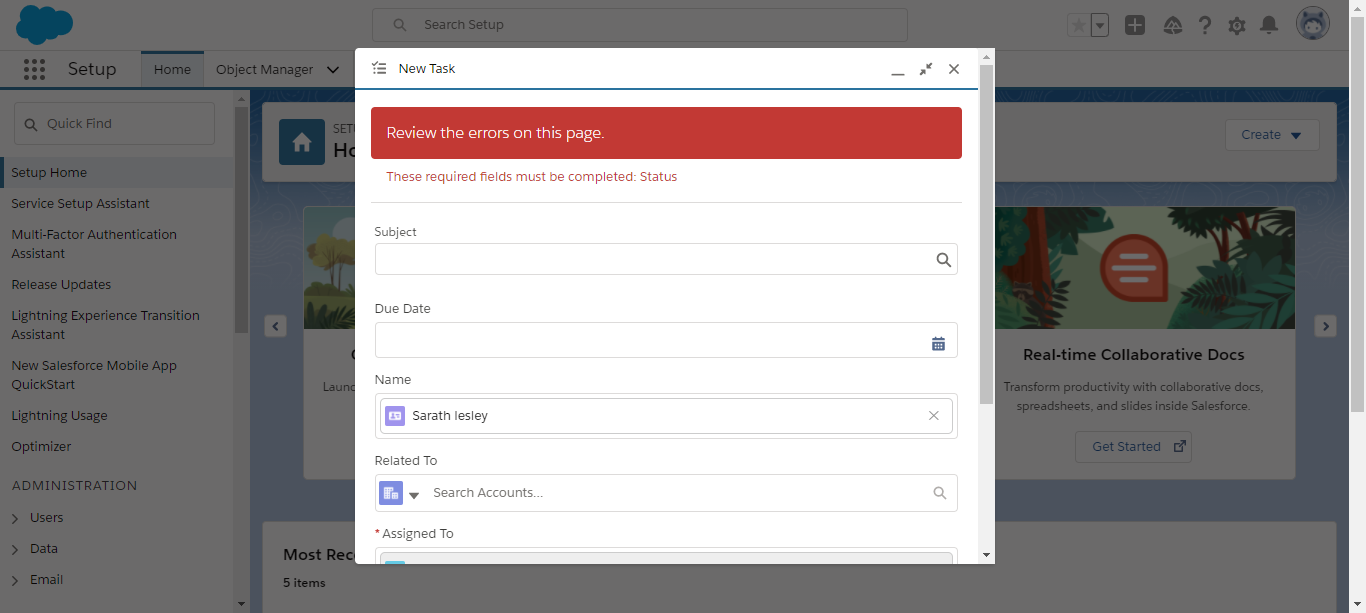 Search Setup
Setup
Home
Object Manager
New Task
Quick Find
Setup Home
Service Setup Assistant
Multi-Factor Authentication
Assistant
Release Updates
Lightning Experience Transition
Assistant
New Salesforce Mobile App
QuickStart
Lightning Usage
Optimizer
ADMINISTRATION
Users
Data
Email
Create
Review the errors on this page.
These required fields must be completed: Status
Subject
Due Date
Name
Sarath lesley
Related To
Search Accounts...
* Assigned To
Real-time Collaborative Docs
Transform productivity with collaborative docs,
spreadsheets, and slides inside Salesforce.
Get Started
Most
5 items